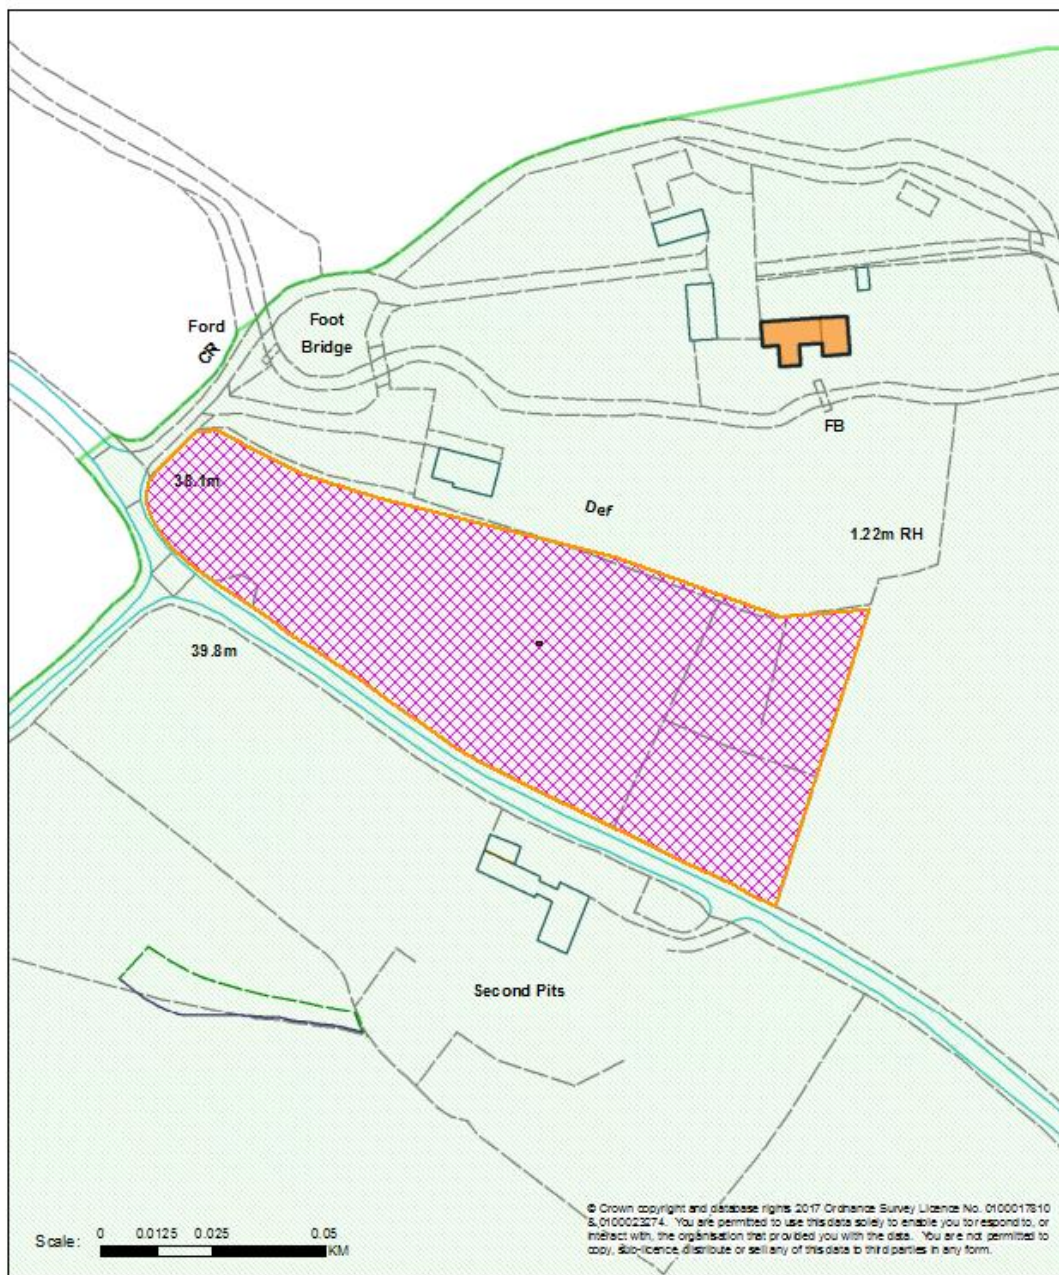 Ford
CR
Foot
Bridge
FB
38.1m
Def
1.22m RH
39.8m
Second Pits
© Crown copyright and database rights 2017 Ordnance Survey Licence No. 0100017810
& 0100023274. You are permitted to use this data solely to enable you to respond to, or
interact with, the organisation that provided you with the data. You are not permitted to
copy, sub-licence, distribute or sell any of this data to third parties in any form.
Scale: 0 0.0125 0.025 0.05
KM